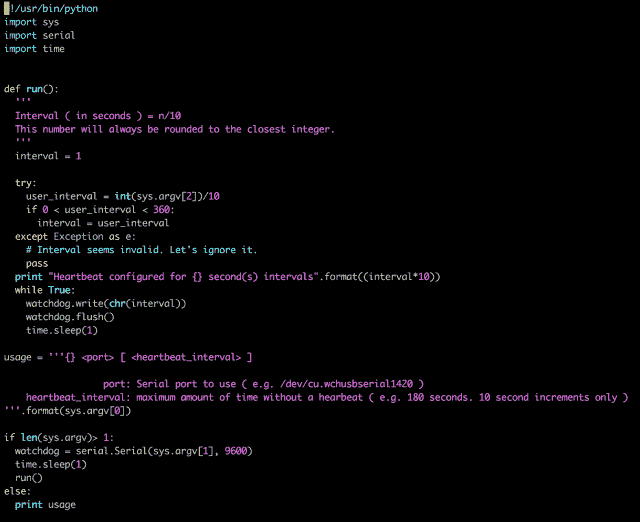 #!/usr/bin/python
import sys
import serial
import time
def run():
  '''
  Interval ( in seconds ) = n/10
  This number will always be rounded to the closest integer.
  '''
  interval = 1
  try:
    user_interval = int(sys.argv[2])/10
    if 0 < user_interval < 360:
      interval = user_interval
  except Exception as e:
    # Interval seems invalid. Let's ignore it.
    pass
  print "Heartbeat configured for {} second(s) intervals".format((interval*10))
  while True:
    watchdog.write(chr(interval))
    watchdog.flush()
    time.sleep(1)
usage = '''{} <port> [ <heartbeat_interval> ]
                  port: Serial port to use ( e.g. /dev/cu.wchusbserial1420 )
    heartbeat_interval: maximum amount of time without a hearbeat ( e.g. 180 seconds. 10 second increments only )
'''.format(sys.argv[0])
if len(sys.argv)> 1:
  watchdog = serial.Serial(sys.argv[1], 9600)
  time.sleep(1)
  run()
else:
  print usage